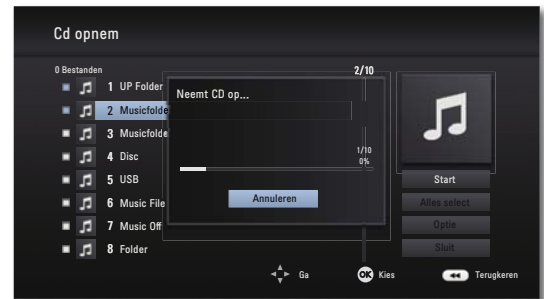 Cd opnem
0 Bestanden
2/10
1 UP Folder
2 Musicfolde
3 Musicfolde
4 Disc
5 USB
6 Music File
7 Music Off
8 Folder
Neemt CD op...
1/10
0%
Annuleren
Start
Alles select
Optie
Sluit
Ga
OK Kies
Terugkeren